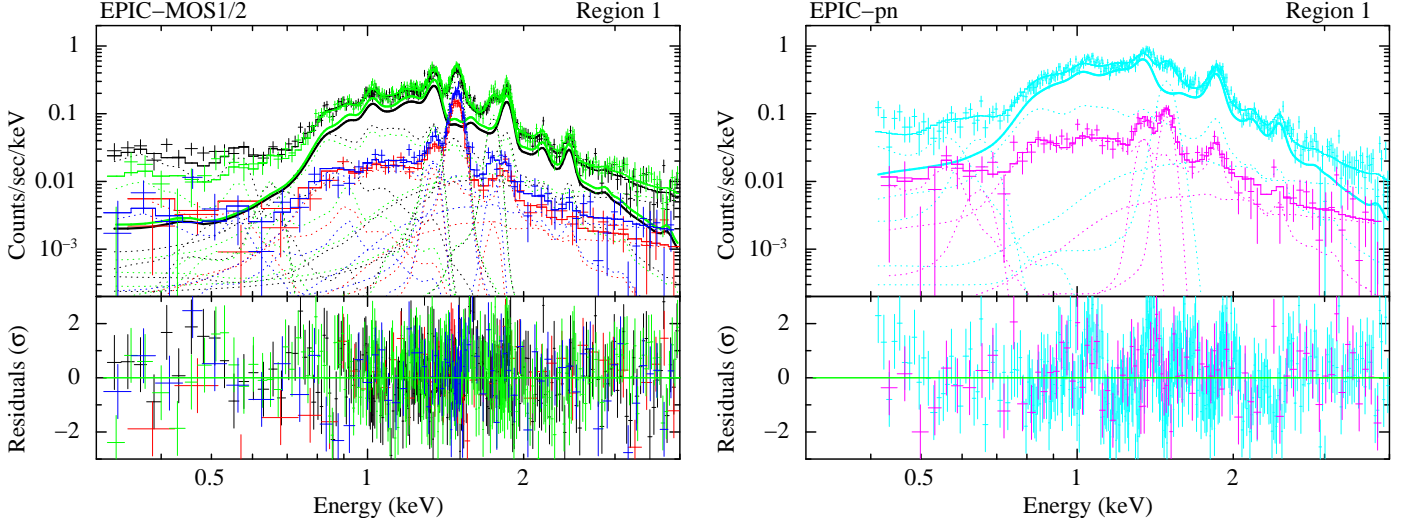 EPIC−MOS1/2 Region 1
1
0.1
0.01
10−3
Counts/sec/keV
2
0
−2
Residuals (σ)
0.5 1 2
Energy (keV)
EPIC−pn Region 1
1
0.1
0.01
10−3
Counts/sec/keV
2
0
−2
Residuals (σ)
0.5 1 2
Energy (keV)